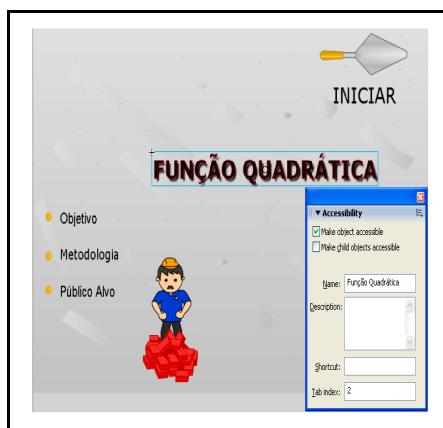 INICIAR
FUNÇÃO QUADRÁTICA
Objetivo
Metodologia
Público Alvo
Accessibility
Make object accessible
Make child objects accessible
Name: Função Quadrática
Description:
Shortcut:
Tab index: 2